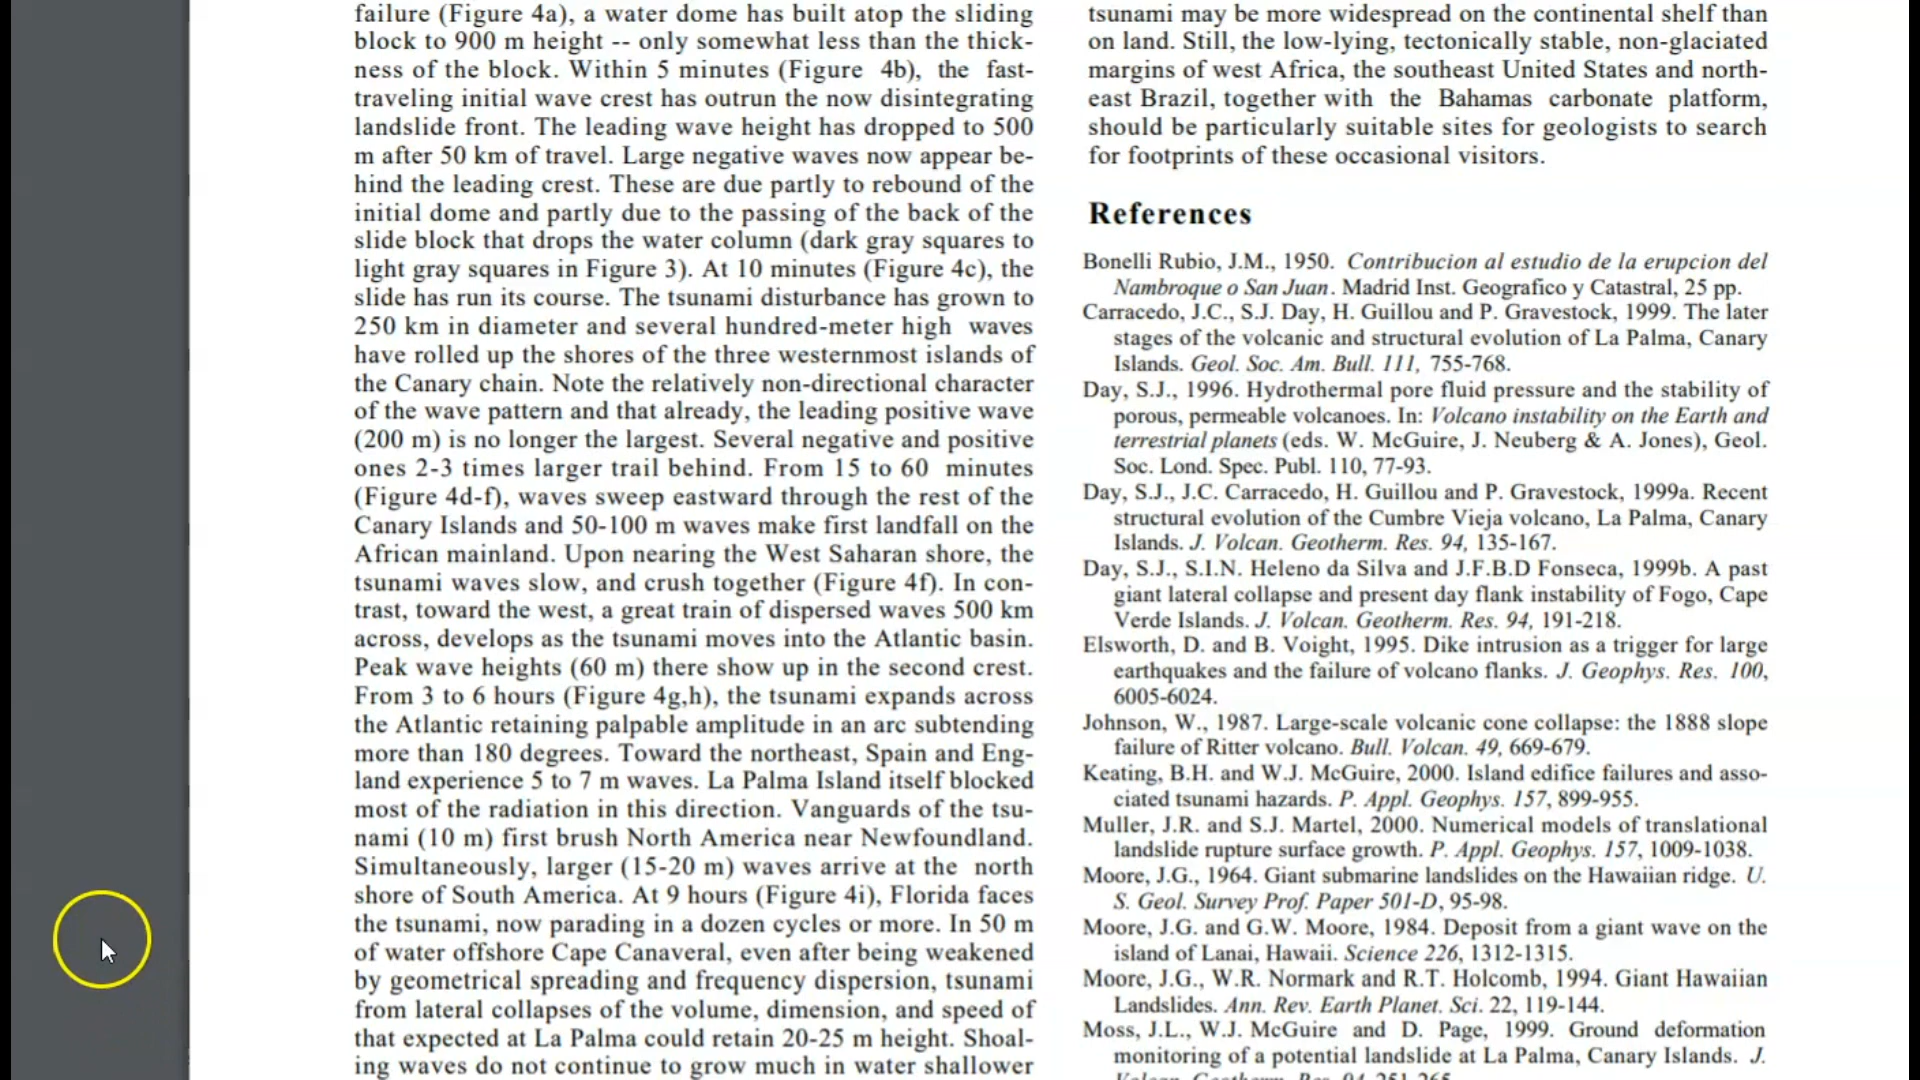 failure (Figure 4a), a water dome has built atop the sliding
block to 900 m height -- only somewhat less than the thick-
ness of the block. Within 5 minutes (Figure 4b), the fast-
traveling initial wave crest has outrun the now disintegrating
landslide front. The leading wave height has dropped to 500
m after 50 km of travel. Large negative waves now appear be-
hind the leading crest. These are due partly to rebound of the
initial dome and partly due to the passing of the back of the
slide block that drops the water column (dark gray squares to
light gray squares in Figure 3). At 10 minutes (Figure 4c), the
slide has run its course. The tsunami disturbance has grown to
250 km in diameter and several hundred-meter high waves
have rolled up the shores of the three westernmost islands of
the Canary chain. Note the relatively non-directional character
of the wave pattern and that already, the leading positive wave
(200 m) is no longer the largest. Several negative and positive
ones 2-3 times larger trail behind. From 15 to 60 minutes
(Figure 4d-f), waves sweep eastward through the rest of the
Canary Islands and 50-100 m waves make first landfall on the
African mainland. Upon nearing the West Saharan shore, the
tsunami waves slow, and crush together (Figure 4f). In con-
trast, toward the west, a great train of dispersed waves 500 km
across, develops as the tsunami moves into the Atlantic basin.
Peak wave heights (60 m) there show up in the second crest.
From 3 to 6 hours (Figure 4g,h), the tsunami expands across
the Atlantic retaining palpable amplitude in an arc subtending
more than 180 degrees. Toward the northeast, Spain and Eng-
land experience 5 to 7 m waves. La Palma Island itself blocked
most of the radiation in this direction. Vanguards of the tsu-
nami (10 m) first brush North America near Newfoundland.
Simultaneously, larger (15-20 m) waves arrive at the north
shore of South America. At 9 hours (Figure 4i), Florida faces
the tsunami, now parading in a dozen cycles or more. In 50 m
of water offshore Cape Canaveral, even after being weakened
by geometrical spreading and frequency dispersion, tsunami
from lateral collapses of the volume, dimension, and speed of
that expected at La Palma could retain 20-25 m height. Shoal-
ing waves do not continue to grow much in water shallower
tsunami may be more widespread on the continental shelf than
on land. Still, the low-lying, tectonically stable, non-glaciated
margins of west Africa, the southeast United States and north-
east Brazil, together with the Bahamas carbonate platform,
should be particularly suitable sites for geologists to search
for footprints of these occasional visitors.
References
Bonelli Rubio, J.M., 1950. Contribucion al estudio de la erupcion del
Nambroque o San Juan. Madrid Inst. Geografico y Catastral, 25 pp.
Carracedo, J.C., S.J. Day, H. Guillou and P. Gravestock, 1999. The later
stages of the volcanic and structural evolution of La Palma, Canary
Islands. Geol. Soc. Am. Bull. 111, 755-768.
Day, S.J., 1996. Hydrothermal pore fluid pressure and the stability of
porous, permeable volcanoes. In: Volcano instability on the Earth and
terrestrial planets (eds. W. McGuire, J. Neuberg & A. Jones), Geol.
Soc. Lond. Spec. Publ. 110, 77-93.
Day, S.J., J.C. Carracedo, H. Guillou and P. Gravestock, 1999a. Recent
structural evolution of the Cumbre Vieja volcano, La Palma, Canary
Islands. J. Volcan. Geotherm. Res. 94, 135-167.
Day, S.J., S.I.N. Heleno da Silva and J.F.B.D Fonseca, 1999b. A past
giant lateral collapse and present day flank instability of Fogo, Cape
Verde Islands. J. Volcan. Geotherm. Res. 94, 191-218.
Elsworth, D. and B. Voight, 1995. Dike intrusion as a trigger for large
earthquakes and the failure of volcano flanks. J. Geophys. Res. 100,
6005-6024.
Johnson, W., 1987. Large-scale volcanic cone collapse: the 1888 slope
failure of Ritter volcano. Bull. Volcan. 49, 669-679.
Keating, B.H. and W.J. McGuire, 2000. Island edifice failures and asso-
ciated tsunami hazards. P. Appl. Geophys. 157, 899-955.
Muller, J.R. and S.J. Martel, 2000. Numerical models of translational
landslide rupture surface growth. P. Appl. Geophys. 157, 1009-1038.
Moore, J.G., 1964. Giant submarine landslides on the Hawaiian ridge. U.
S. Geol. Survey Prof. Paper 501-D, 95-98.
Moore, J.G. and G.W. Moore, 1984. Deposit from a giant wave on the
island of Lanai, Hawaii. Science 226, 1312-1315.
Moore, J.G., W.R. Normark and R.T. Holcomb, 1994. Giant Hawaiian
Landslides. Ann. Rev. Earth Planet. Sci. 22, 119-144.
Moss, J.L., W.J. McGuire and D. Page, 1999. Ground deformation
monitoring of a potential landslide at La Palma, Canary Islands. J.